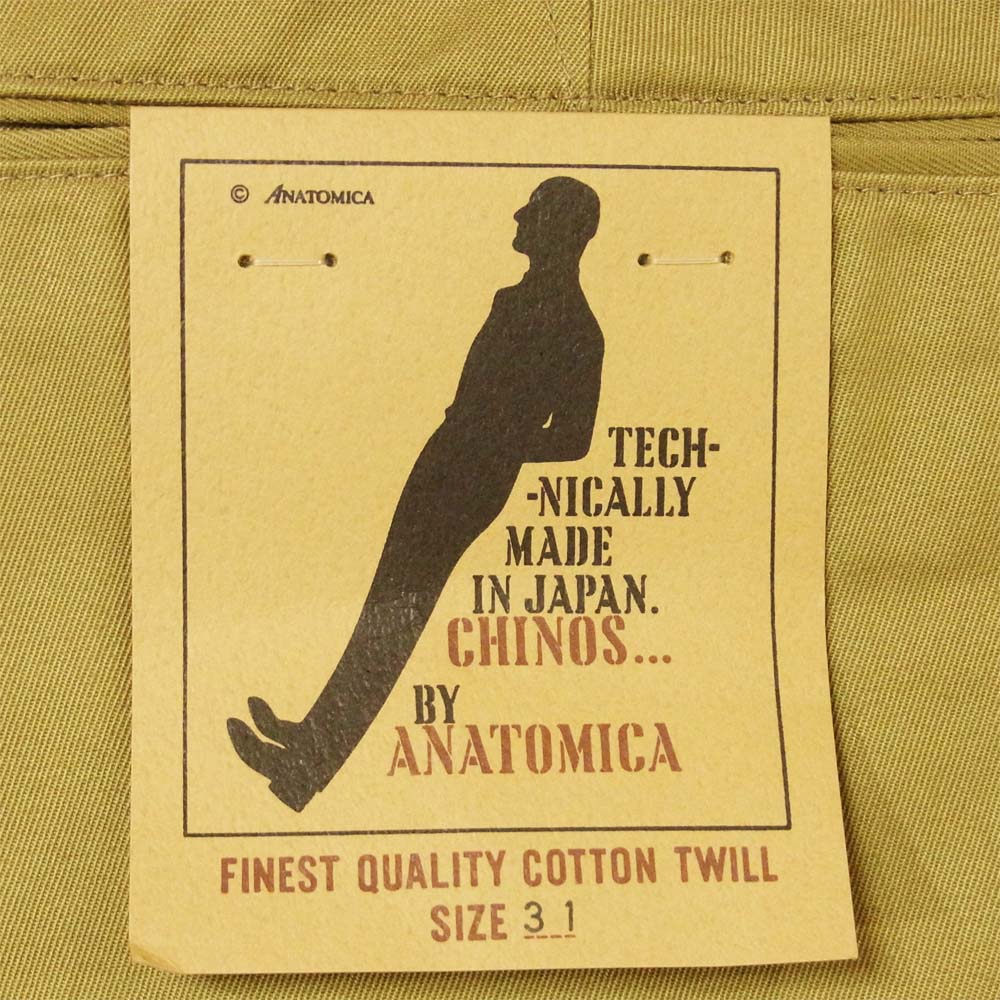 © ANATOMICA
TECH-
-NICALLY
MADE
IN JAPAN.
CHINOS...
BY
ANATOMICA
FINEST QUALITY COTTON TWILL
SIZE 31